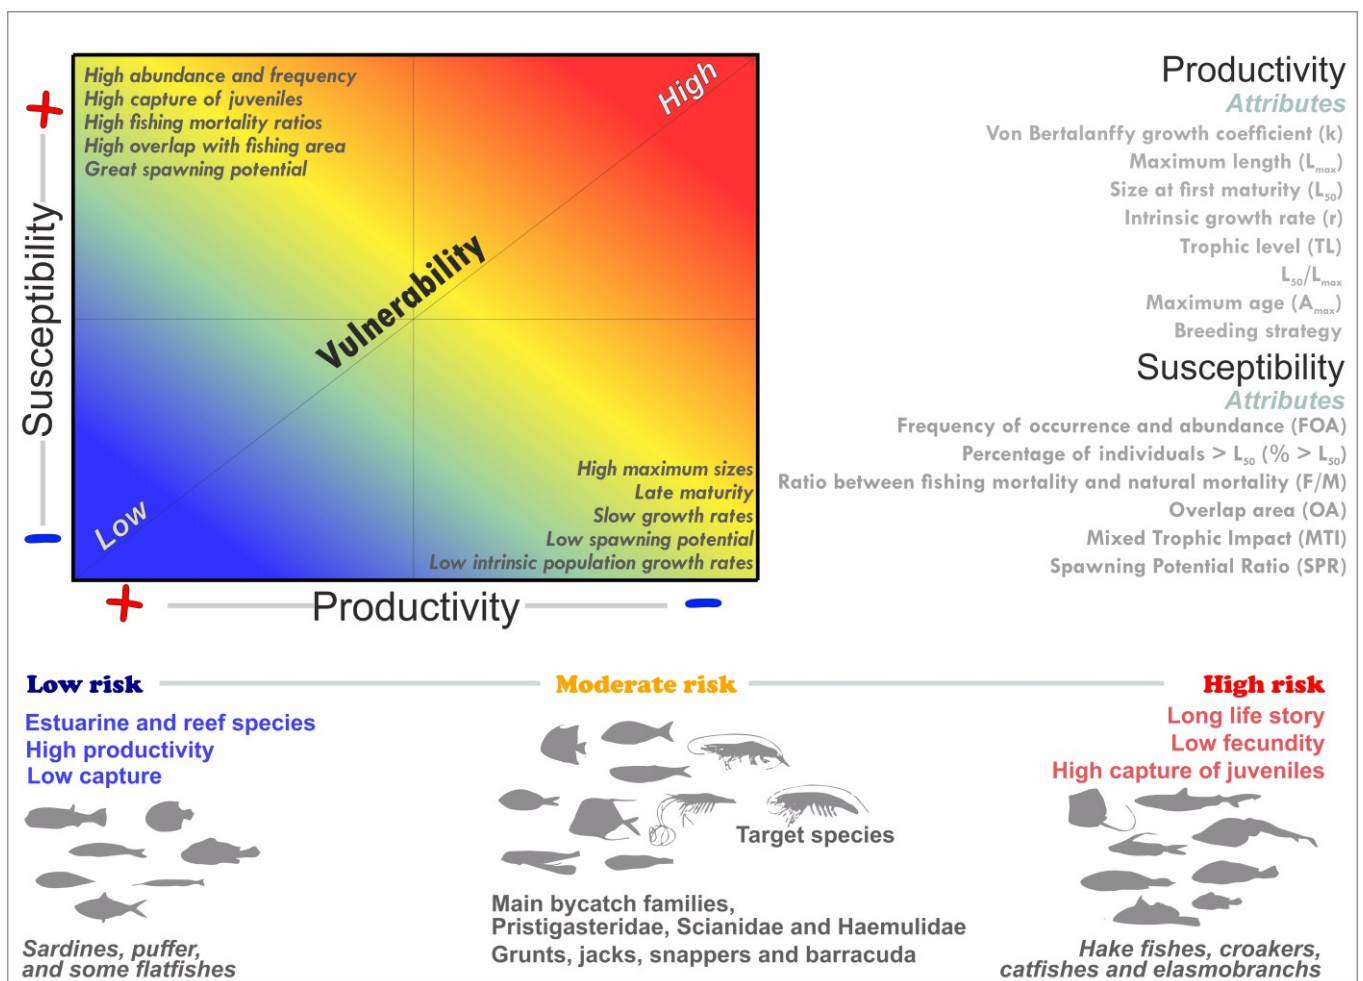 High abundance and frequency
High capture of juveniles
High fishing mortality ratios
High overlap with fishing area
Great spawning potential
High
Vulnerability
Low
High maximum sizes
Late maturity
Slow growth rates
Low spawning potential
Low intrinsic population growth rates
+
Susceptibility
–
+
Productivity
–
Productivity
Attributes
Von Bertalanffy growth coefficient (k)
Maximum length (Lmax)
Size at first maturity (L50)
Intrinsic growth rate (r)
Trophic level (TL)
L50/Lmax
Maximum age (Amax)
Breeding strategy
Susceptibility
Attributes
Frequency of occurrence and abundance (FOA)
Percentage of individuals > L50 (% > L50)
Ratio between fishing mortality and natural mortality (F/M)
Overlap area (OA)
Mixed Trophic Impact (MTI)
Spawning Potential Ratio (SPR)
Low risk
Moderate risk
High risk
Estuarine and reef species
High productivity
Low capture
Sardines, puffer,
and some flatfishes
Target species
Main bycatch families,
Pristigasteridae, Scianidae and Haemulidae
Grunts, jacks, snappers and barracuda
Long life story
Low fecundity
High capture of juveniles
Hake fishes, croakers,
catfishes and elasmobranchs